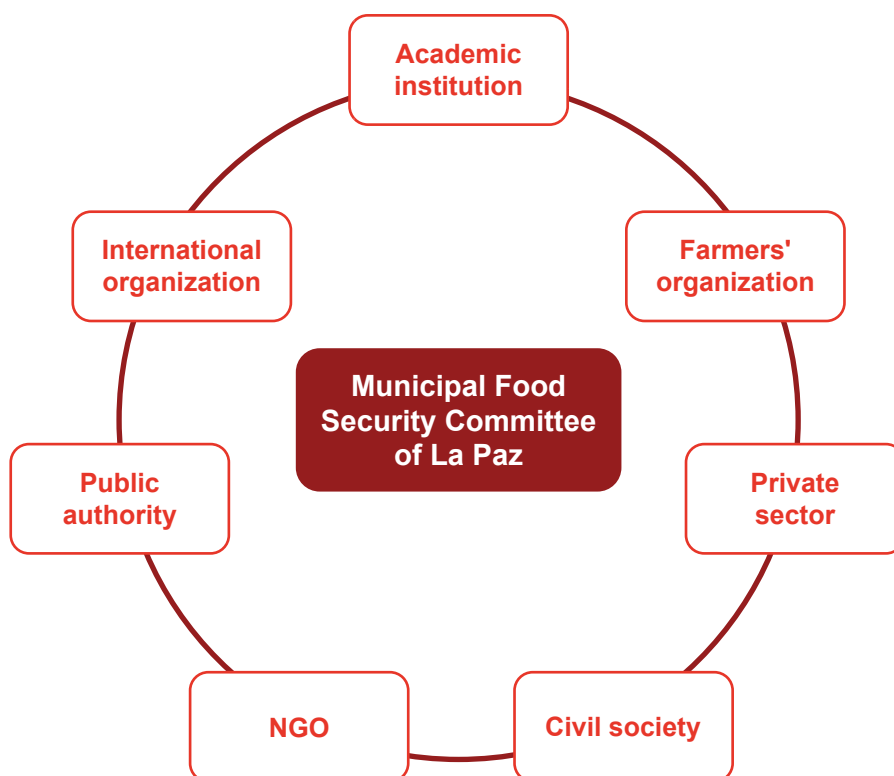 Academic
institution
International
organization
Farmers'
organization
Municipal Food
Security Committee
of La Paz
Public
authority
Private
sector
NGO
Civil society